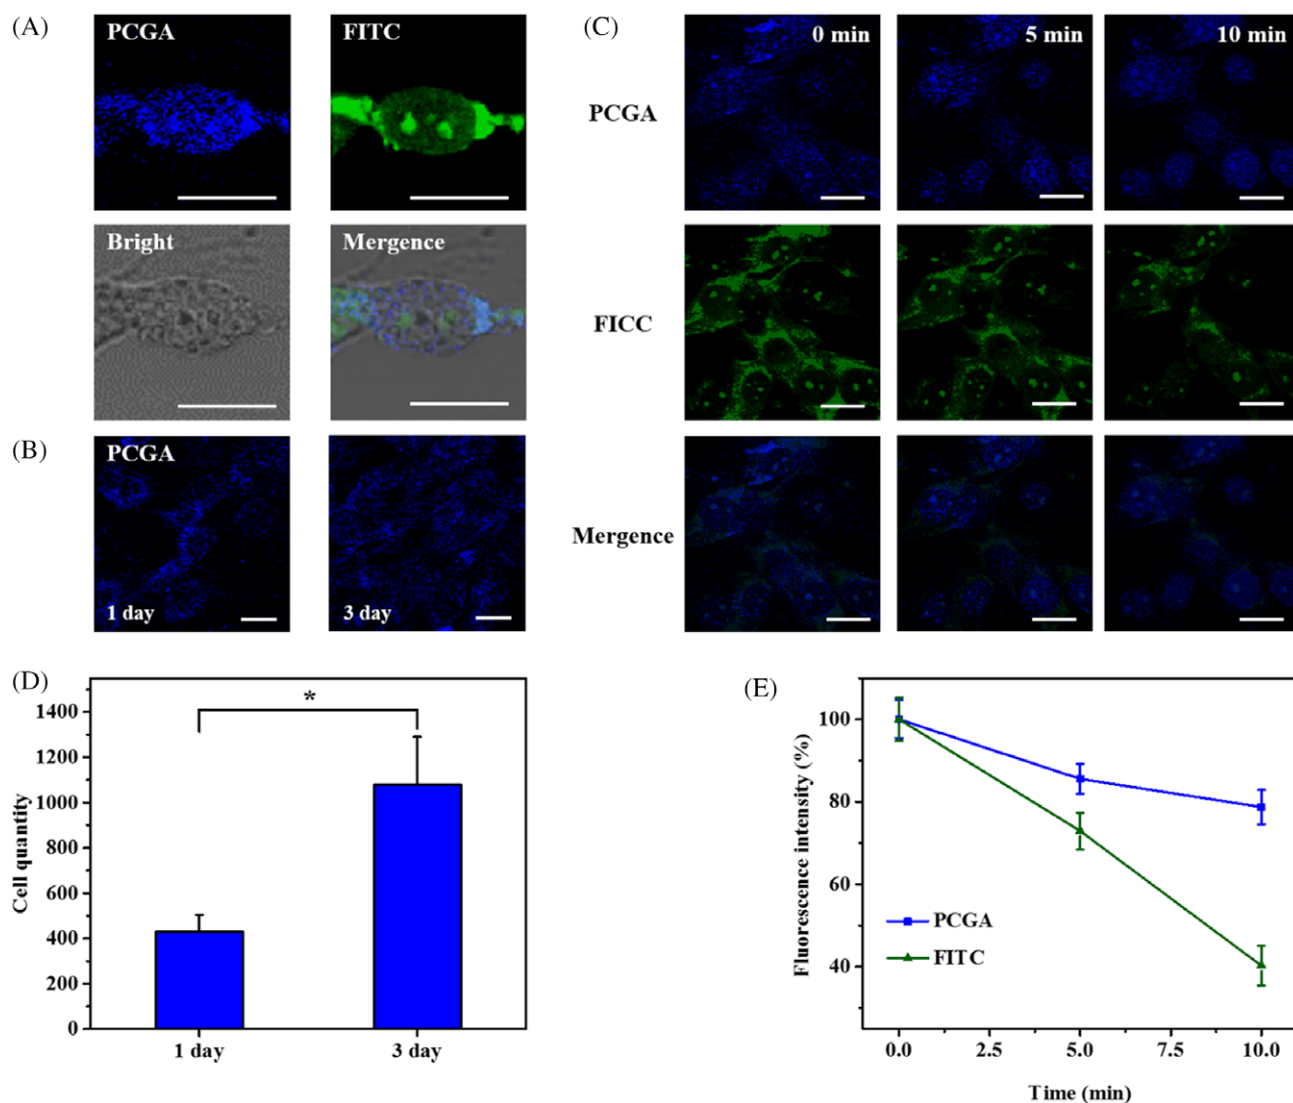 (A)
PCGA
FITC
Bright
Mergence
(B)
PCGA
1 day
3 day
(C)
0 min
5 min
10 min
PCGA
FICC
Mergence
(D)
Cell quantity
1400
1200
1000
800
600
400
200
0
*
1 day
3 day
(E)
Fluorescence intensity (%)
100
80
60
40
PCGA
FITC
0.0
2.5
5.0
7.5
10.0
Time (min)